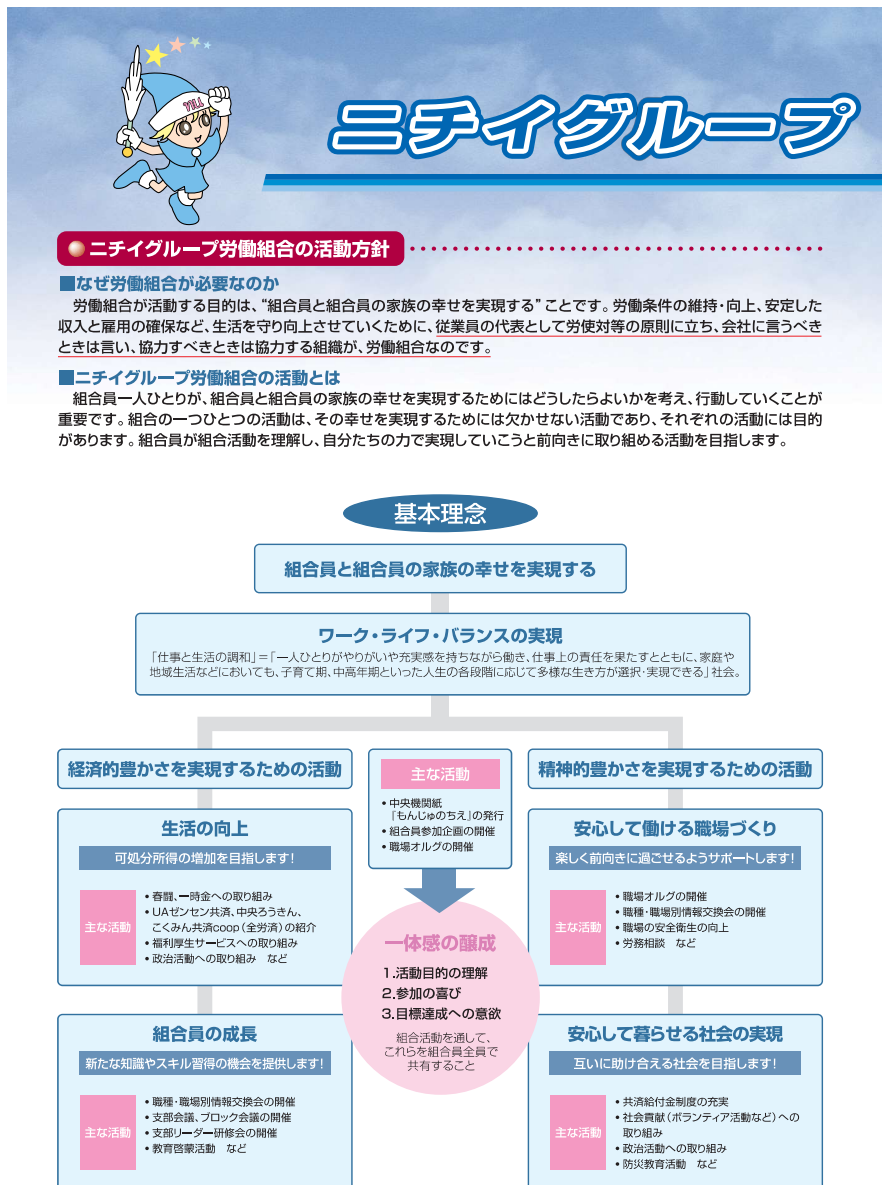 ニチイグループ
ニチイグループ労働組合の活動方針
■なぜ労働組合が必要なのか
労働組合が活動する目的は、“組合員と組合員の家族の幸せを実現する”ことです。労働条件の維持・向上、安定した
収入と雇用の確保など、生活を守り向上させていくために、従業員の代表として労使対等の原則に立ち、会社に言うべき
ときは言い、協力すべきときは協力する組織が、労働組合なのです。
■ニチイグループ労働組合の活動とは
組合員一人ひとりが、組合員と組合員の家族の幸せを実現するためにはどうしたらよいかを考え、行動していくことが
重要です。組合の一つひとつの活動は、その幸せを実現するためには欠かせない活動であり、それぞれの活動には目的
があります。組合員が組合活動を理解し、自分たちの力で実現していこうと前向きに取り組める活動を目指します。
基本理念
組合員と組合員の家族の幸せを実現する
ワーク・ライフ・バランスの実現
「仕事と生活の調和」=「一人ひとりがやりがいや充実感を持ちながら働き、仕事上の責任を果たすとともに、家庭や
地域生活などにおいても、子育て期、中高年期といった人生の各段階に応じて多様な生き方が選択・実現できる」社会。
経済的豊かさを実現するための活動
生活の向上
可処分所得の増加を目指します!
主な活動
・春闘、一時金への取り組み
・UAゼンセン共済、中央ろうきん、
こくみん共済coop(全労済)の紹介
・福利厚生サービスへの取り組み
・政治活動への取り組み など
組合員の成長
新たな知識やスキル習得の機会を提供します!
主な活動
・職種・職場別情報交換会の開催
・支部会議、ブロック会議の開催
・支部リーダー研修会の開催
・教育啓蒙活動 など
主な活動
・中央機関紙
「もんじゅのちえ」の発行
・組合員参加企画の開催
・職場オルグの開催
一体感の醸成
1.活動目的の理解
2.参加の喜び
3.目標達成への意欲
組合活動を通して、
これらを組合員全員で
共有すること
精神的豊かさを実現するための活動
安心して働ける職場づくり
楽しく前向きに過ごせるようサポートします!
主な活動
・職場オルグの開催
・職種・職場別情報交換会の開催
・職場の安全衛生の向上
・労務相談 など
安心して暮らせる社会の実現
互いに助け合える社会を目指します!
主な活動
・共済給付金制度の充実
・社会貢献(ボランティア活動など)への
取り組み
・政治活動への取り組み
・防災教育活動 など